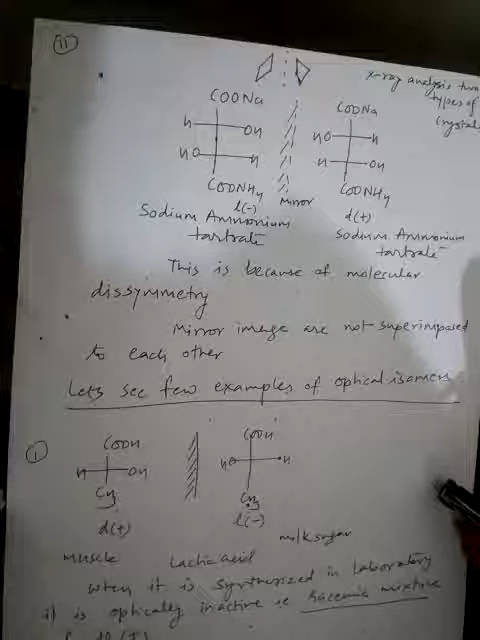 ii
x-ray analysis two
types of
crystals
COONa
COONa
H OH
HO H
HO H
H OH
COONH4
COONH4
l(-)
Mirror
d(+)
Sodium Ammonium
tartrate
Sodium Ammonium
tartrate
This is because of molecular
dissymmetry
Mirror image are not superimposed
to each other
Lets see few examples of optical isomers
i
COOH
COOH
H OH
HO H
CH3
CH3
d(+)
l(-)
milk sugar
Muscle Lactic acid
when it is synthesized in laboratory
it is optically inactive ie racemic mixture